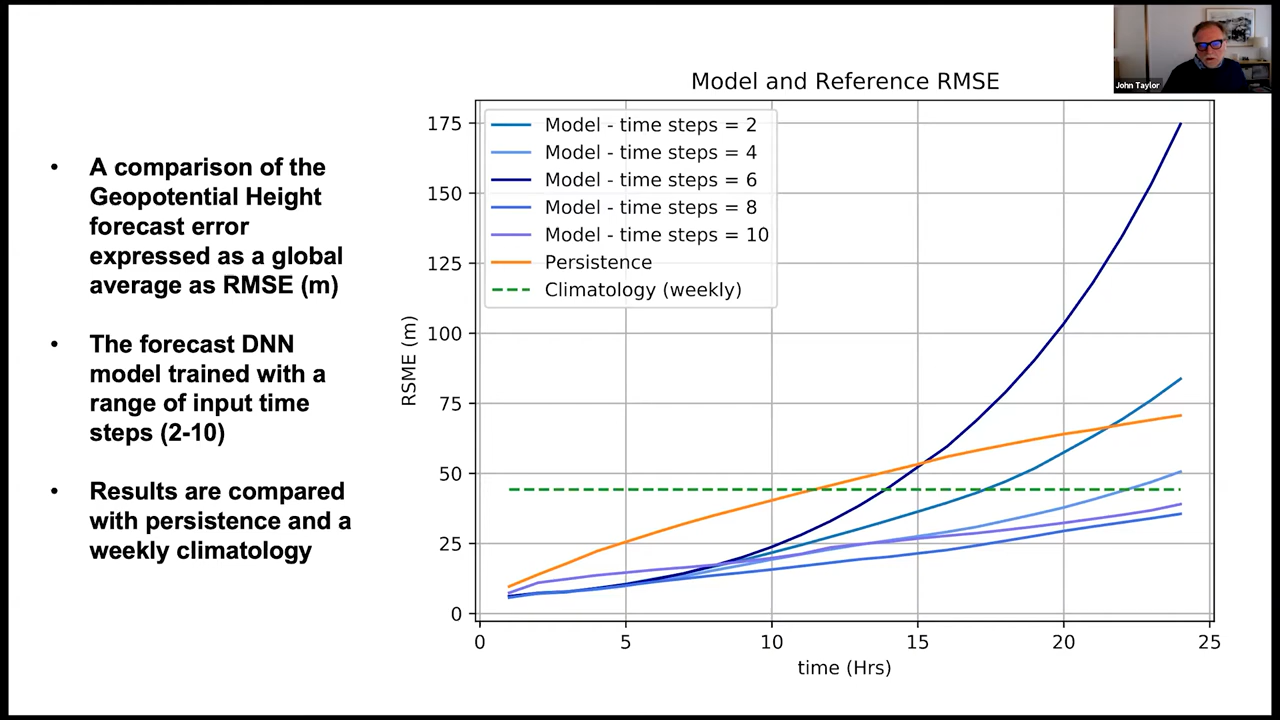 John Taylor
• A comparison of the
Geopotential Height
forecast error
expressed as a global
average as RMSE (m)
• The forecast DNN
model trained with a
range of input time
steps (2-10)
• Results are compared
with persistence and a
weekly climatology
Model and Reference RMSE
Model - time steps = 2
Model - time steps = 4
Model - time steps = 6
Model - time steps = 8
Model - time steps = 10
Persistence
Climatology (weekly)
RSME (m)
175
150
125
100
75
50
25
0
0 5 10 15 20 25
time (Hrs)